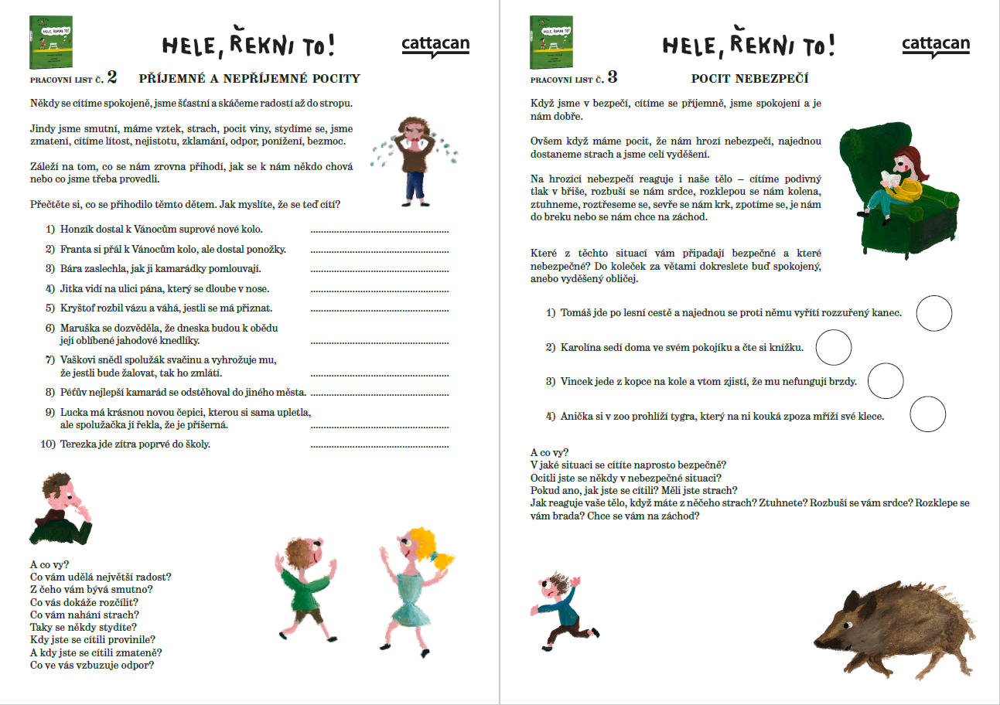 HELE, ŘEKNI TO!
HELE, ŘEKNI TO!
cattacan
PRACOVNÍ LIST Č. 2
PŘÍJEMNÉ A NEPŘÍJEMNÉ POCITY
Někdy se cítíme spokojeně, jsme šťastní a skáčeme radostí až do stropu.
Jindy jsme smutní, máme vztek, strach, pocit viny, stydíme se, jsme
zmatení, cítíme lítost, nejistotu, zklamání, odpor, ponížení, bezmoc.
Záleží na tom, co se nám zrovna přihodí, jak se k nám někdo chová
nebo co jsme třeba provedli.
Přečtěte si, co se přihodilo těmto dětem. Jak myslíte, že se teď cítí?
1) Honzík dostal k Vánocům suprové nové kolo. ........................................................
2) Franta si přál k Vánocům kolo, ale dostal ponožky. ........................................................
3) Bára zaslechla, jak ji kamarádky pomlouvají. ........................................................
4) Jitka vidí na ulici pána, který se dloube v nose. ........................................................
5) Kryštof rozbil vázu a váhá, jestli se má přiznat. ........................................................
6) Maruška se dozvěděla, že dneska budou k obědu
její oblíbené jahodové knedlíky. ........................................................
7) Vaškovi snědl spolužák svačinu a vyhrožuje mu,
že jestli bude žalovat, tak ho zmlátí. ........................................................
8) Péťův nejlepší kamarád se odstěhoval do jiného města. ........................................................
9) Lucka má krásnou novou čepici, kterou si sama upletla,
ale spolužačka jí řekla, že je příšerná. ........................................................
10) Terezka jde zítra poprvé do školy. ........................................................
A co vy?
Co vám udělá největší radost?
Z čeho vám bývá smutno?
Co vás dokáže rozčílit?
Co vám nahání strach?
Taky se někdy stydíte?
Kdy jste se cítili provinile?
A kdy jste se cítili zmateně?
Co ve vás vzbuzuje odpor?
HELE, ŘEKNI TO!
HELE, ŘEKNI TO!
cattacan
PRACOVNÍ LIST Č. 3
POCIT NEBEZPEČÍ
Když jsme v bezpečí, cítíme se příjemně, jsme spokojení a je
nám dobře.
Ovšem když máme pocit, že nám hrozí nebezpečí, najednou
dostaneme strach a jsme celí vyděšení.
Na hrozící nebezpečí reaguje i naše tělo – cítíme podivný
tlak v břiše, rozbuší se nám srdce, rozklepou se nám kolena,
ztuhneme, roztřeseme se, sevře se nám krk, zpotíme se, je nám
do breku nebo se nám chce na záchod.
Které z těchto situací vám připadají bezpečné a které
nebezpečné? Do koleček za větami dokreslete buď spokojený,
anebo vyděšený obličej.
1) Tomáš jde po lesní cestě a najednou se proti němu vyřítí rozzuřený kanec.
2) Karolína sedí doma ve svém pokojíku a čte si knížku.
3) Vincek jede z kopce na kole a vtom zjistí, že mu nefungují brzdy.
4) Anička si v zoo prohlíží tygra, který na ni kouká zpoza mříží své klece.
A co vy?
V jaké situaci se cítíte naprosto bezpečně?
Ocitli jste se někdy v nebezpečné situaci?
Pokud ano, jak jste se cítili? Měli jste strach?
Jak reaguje vaše tělo, když máte z něčeho strach? Ztuhnete? Rozbuší se vám srdce? Rozklepe se
vám brada? Chce se vám na záchod?